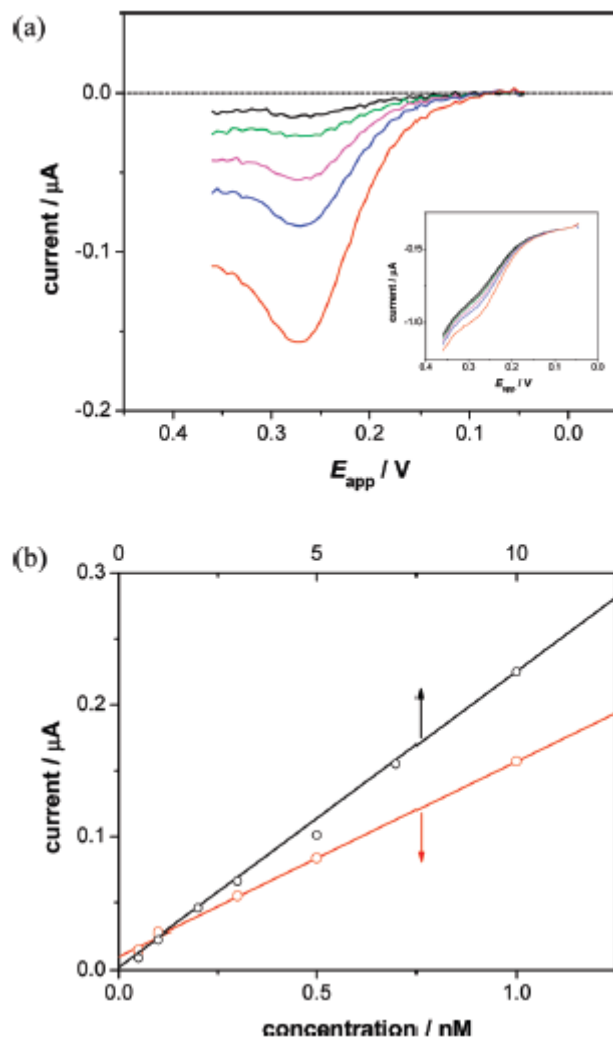 (a)
0.0
-0.1
-0.2
current / μA
0.4 0.3 0.2 0.1 0.0
E_app / V
current / μA
-0.5
-1.0
0.4 0.3 0.2 0.1 0.0
E_app / V
(b)
0 5 10
0.3
0.2
0.1
0.0
current / μA
0.0 0.5 1.0
concentration / nM